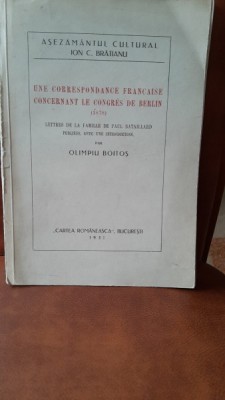 AȘEZĂMÂNTUL CULTURAL
ION C. BRĂTIANU
UNE CORRESPONDANCE FRANÇAISE
CONCERNANT LE CONGRÈS DE BERLIN
(1878)
LETTRES DE LA FAMILLE DE PAUL BATAILLARD
PUBLIÉES, AVEC UNE INTRODUCTION
PAR
OLIMPIU BOITOȘ
„CARTEA ROMÂNEASCĂ”, BUCUREȘTI